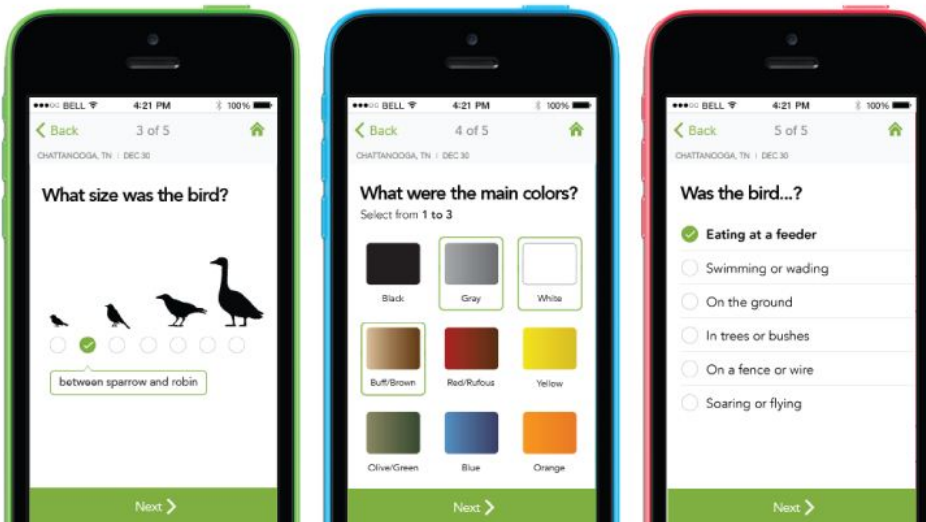 ●●●○○ BELL 4:21 PM 100%
Back 3 of 5
CHATTANOOGA, TN | DEC 30
What size was the bird?
between sparrow and robin
Next
●●●○○ BELL 4:21 PM 100%
Back 4 of 5
CHATTANOOGA, TN | DEC 30
What were the main colors?
Select from 1 to 3
Black Gray White
Buff/Brown Red/Rufous Yellow
Olive/Green Blue Orange
Next
●●●○○ BELL 4:21 PM 100%
Back 5 of 5
CHATTANOOGA, TN | DEC 30
Was the bird...?
Eating at a feeder
Swimming or wading
On the ground
In trees or bushes
On a fence or wire
Soaring or flying
Next